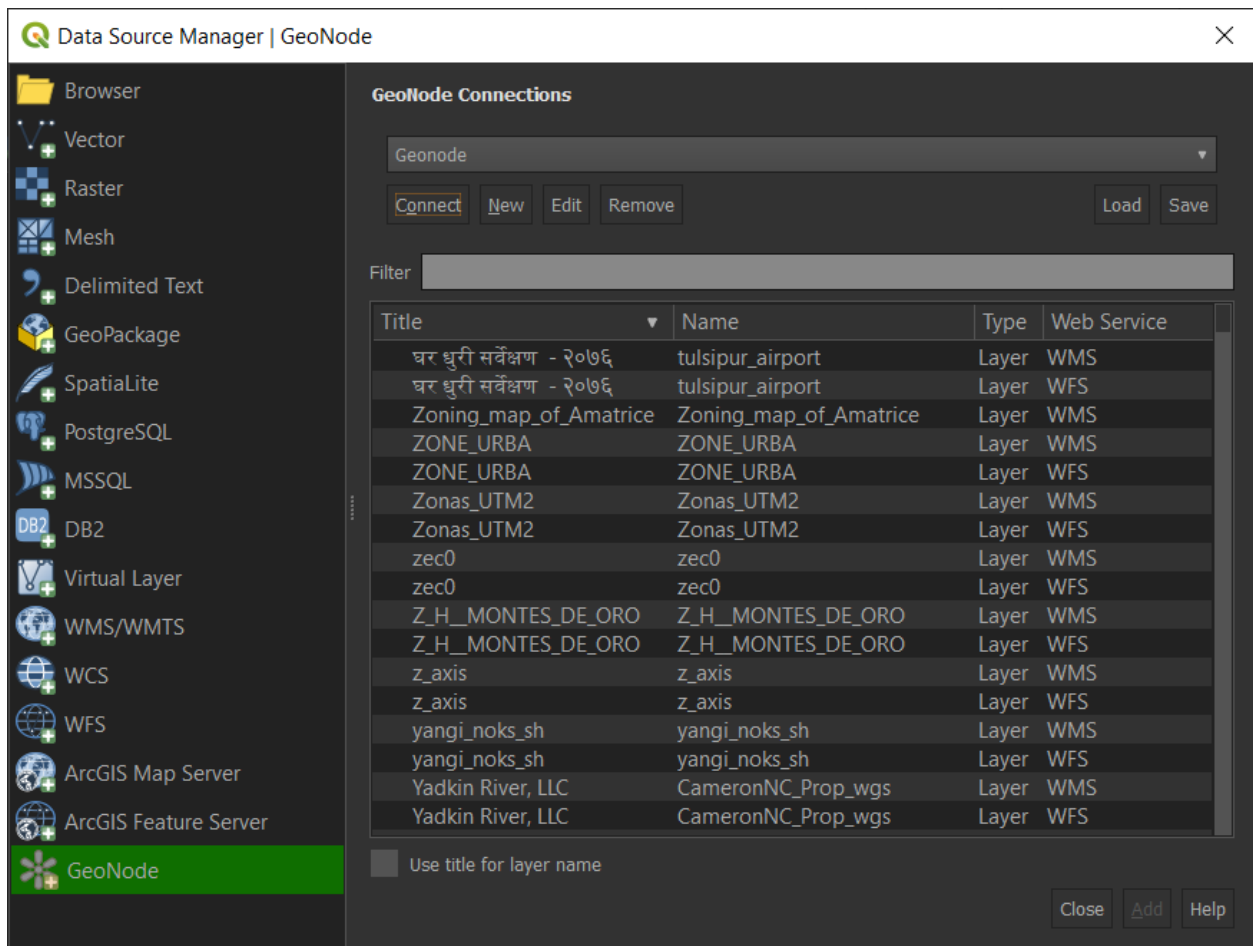 Data Source Manager | GeoNode
Browser
Vector
Raster
Mesh
Delimited Text
GeoPackage
SpatiaLite
PostgreSQL
MSSQL
DB2
DB2
Virtual Layer
WMS/WMTS
WCS
WFS
ArcGIS Map Server
ArcGIS Feature Server
GeoNode
GeoNode Connections
Geonode
Connect New Edit Remove Load Save
Filter
Title Name Type Web Service
घर धुरी सर्वेक्षण - २०७६ tulsipur_airport Layer WMS
घर धुरी सर्वेक्षण - २०७६ tulsipur_airport Layer WFS
Zoning_map_of_Amatrice Zoning_map_of_Amatrice Layer WMS
ZONE_URBA ZONE_URBA Layer WMS
ZONE_URBA ZONE_URBA Layer WFS
Zonas_UTM2 Zonas_UTM2 Layer WMS
Zonas_UTM2 Zonas_UTM2 Layer WFS
zec0 zec0 Layer WMS
zec0 zec0 Layer WFS
Z_H__MONTES_DE_ORO Z_H__MONTES_DE_ORO Layer WMS
Z_H__MONTES_DE_ORO Z_H__MONTES_DE_ORO Layer WFS
z_axis z_axis Layer WMS
z_axis z_axis Layer WFS
yangi_noks_sh yangi_noks_sh Layer WMS
yangi_noks_sh yangi_noks_sh Layer WFS
Yadkin River, LLC CameronNC_Prop_wgs Layer WMS
Yadkin River, LLC CameronNC_Prop_wgs Layer WFS
Use title for layer name
Close Add Help